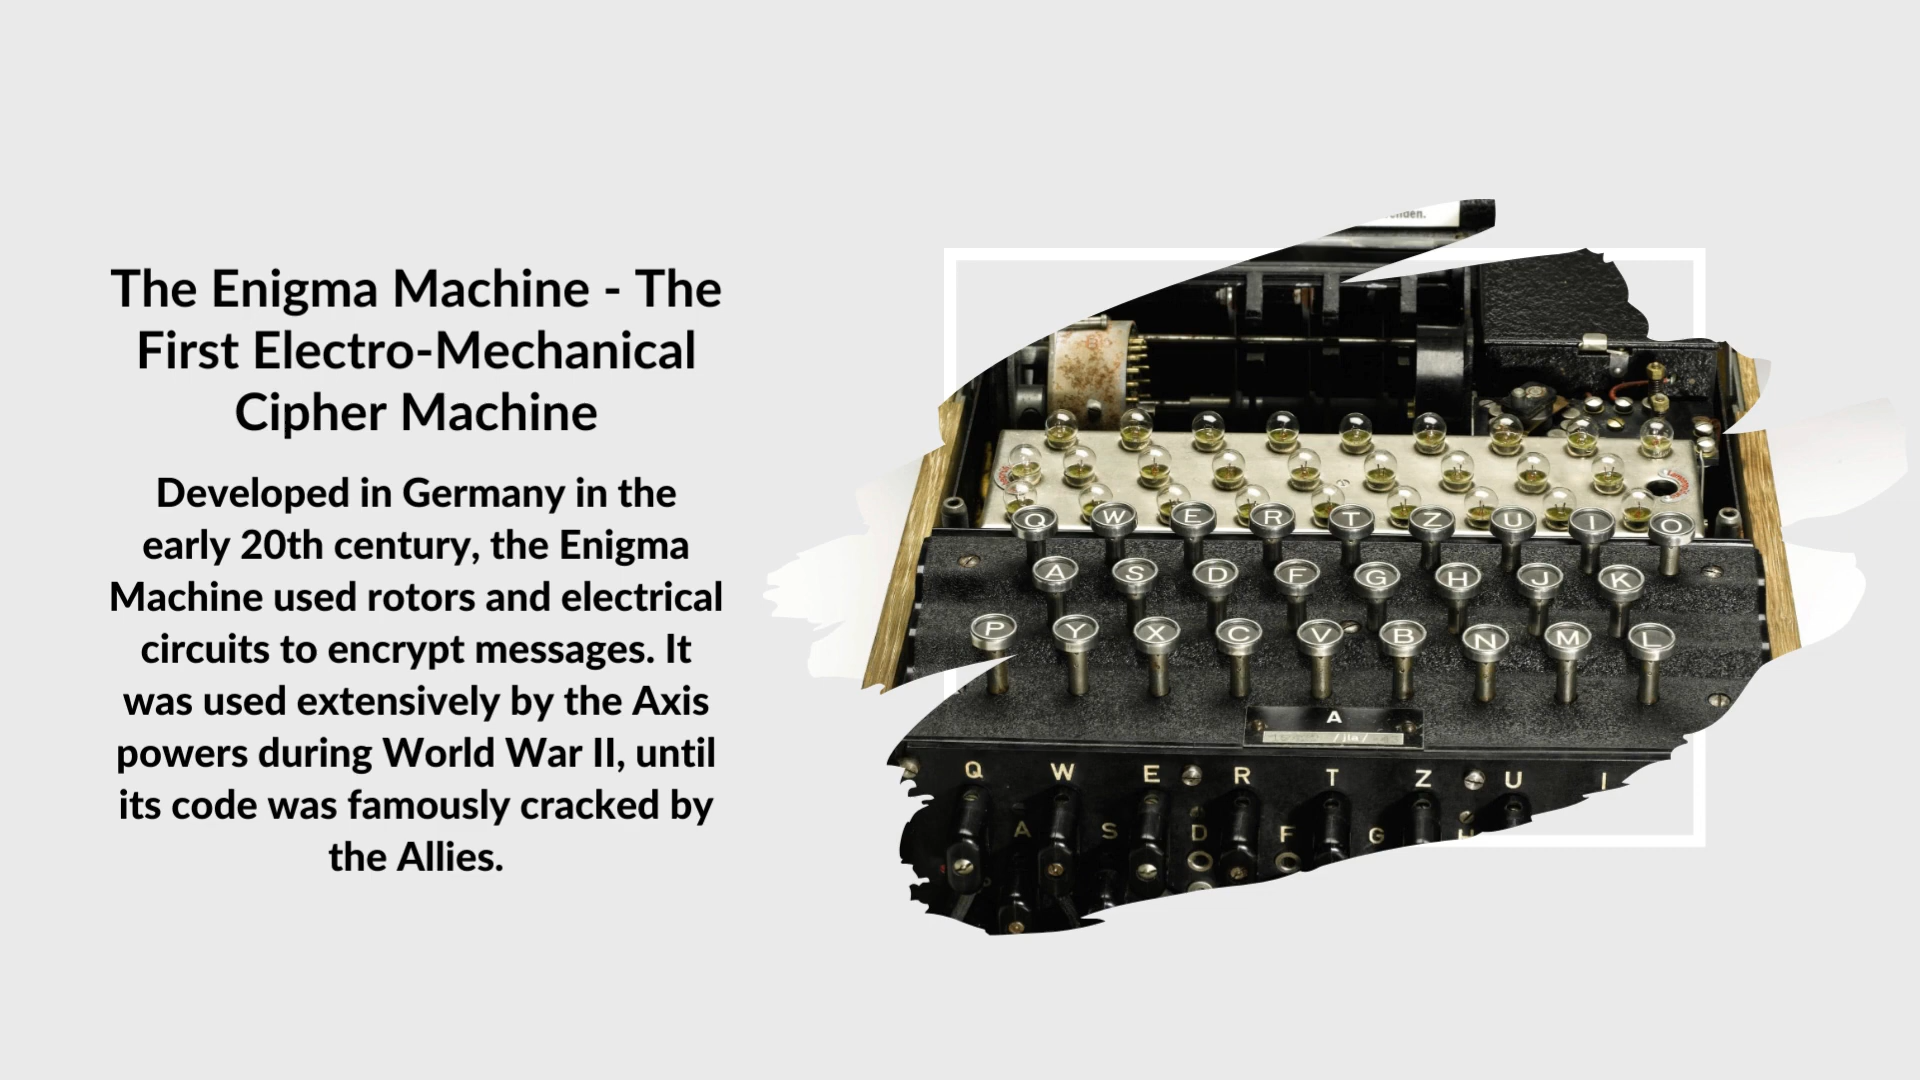 The Enigma Machine - The
First Electro-Mechanical
Cipher Machine
Developed in Germany in the
early 20th century, the Enigma
Machine used rotors and electrical
circuits to encrypt messages. It
was used extensively by the Axis
powers during World War II, until
its code was famously cracked by
the Allies.
Q W E R T Z U I O
A S D F G H J K
P Y X C V B N M L
A
Q W E R T Z U I
A S D F G H